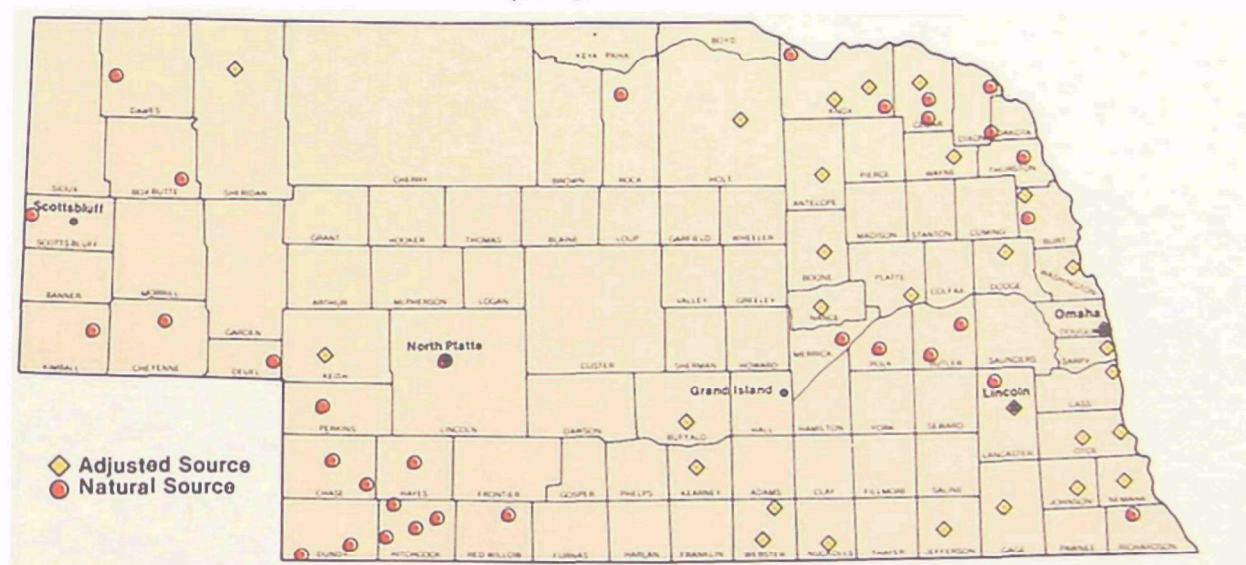 KEYA PAHA
BOYD
DAWES
KNOX
CEDAR
DIXON
DAKOTA
SIOUX
BOX BUTTE
SHERIDAN
CHERRY
BROWN
ROCK
HOLT
ANTELOPE
PIERCE
WAYNE
THURSTON
Scottsbluff
SCOTTSBLUFF
GRANT
HOOKER
THOMAS
BLAINE
LOUP
GARFIELD
WHEELER
MADISON
STANTON
CUMING
BURT
BANNER
MORRILL
GARDEN
ARTHUR
McPHERSON
LOGAN
VALLEY
GREELEY
BOONE
NANCE
PLATTE
COLFAX
DODGE
WASHINGTON
Omaha
DOUGLAS
KIMBALL
CHEYENNE
DEUEL
KEITH
North Platte
CUSTER
SHERMAN
HOWARD
MERRICK
POLK
BUTLER
SAUNDERS
SARPY
PERKINS
LINCOLN
DAWSON
BUFFALO
Grand Island
HALL
HAMILTON
YORK
SEWARD
Lincoln
LANCASTER
CASS
OTOE
Adjusted Source
Natural Source
CHASE
HAYES
FRONTIER
GOSPER
PHELPS
KEARNEY
ADAMS
CLAY
FILLMORE
SALINE
JOHNSON
NEMAHA
DUNDY
HITCHCOCK
RED WILLOW
FURNAS
HARLAN
FRANKLIN
WEBSTER
NUCKOLLS
THAYER
JEFFERSON
GAGE
PAWNEE
RICHARDSON